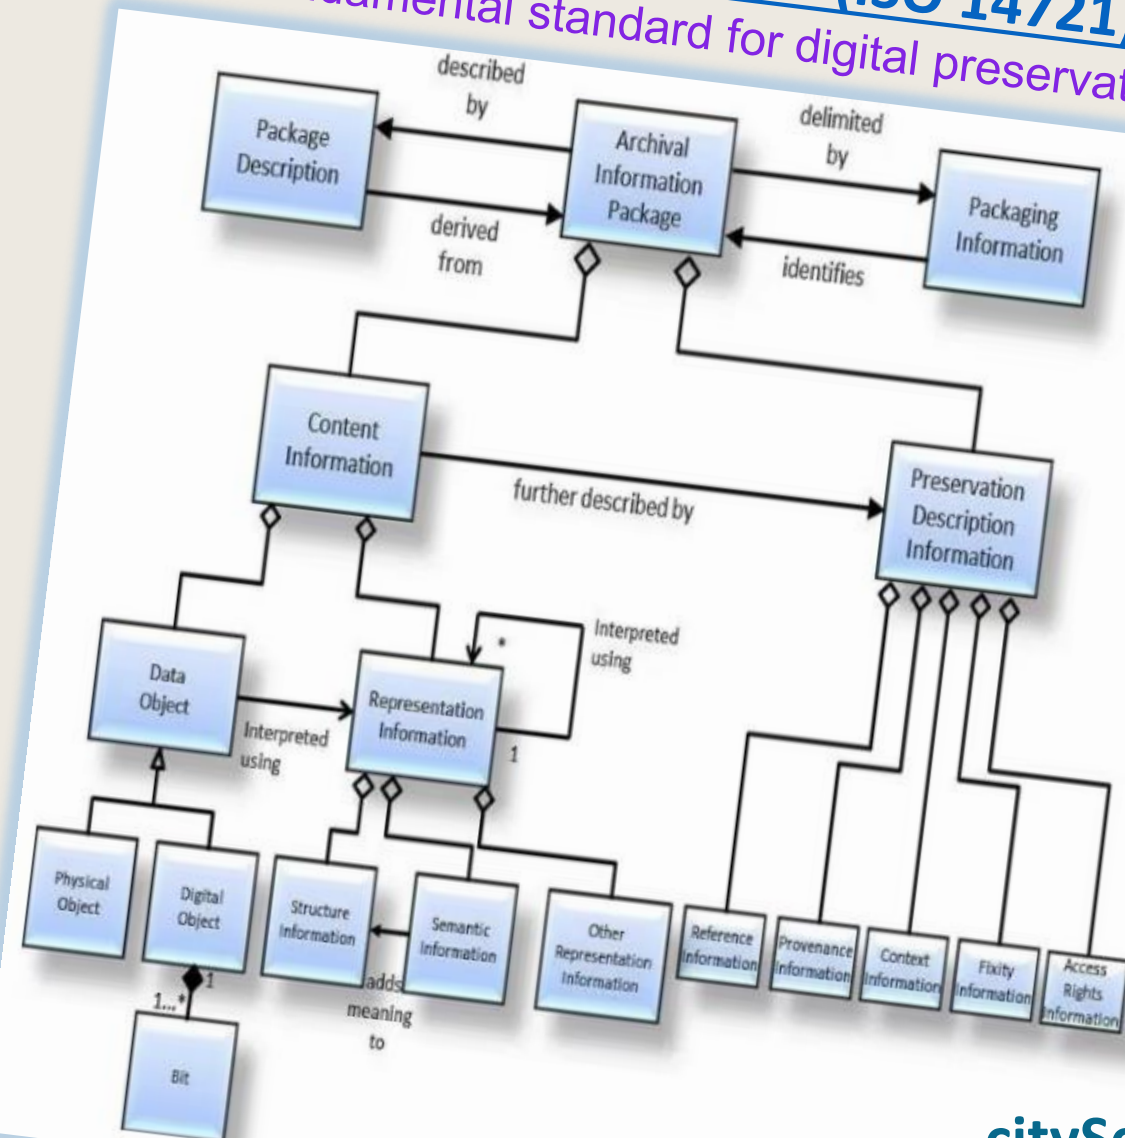 (ISO 14721
standard for digital
described
by
Package
Description
Archival
Information
Package
delimited
by
Packaging
Information
derived
from
identifies
Content
Information
further described by
Preservation
Description
Information
Data
Object
Interpreted
using
Representation
Information
*
Interpreted
using
1
Physical
Object
Digital
Object
Structure
Information
Semantic
Information
Other
Representation
Information
Reference
Information
Provenance
Information
Context
Information
Fixity
Information
Access
Rights
Information
adds
meaning
to
1
1...*
Bit